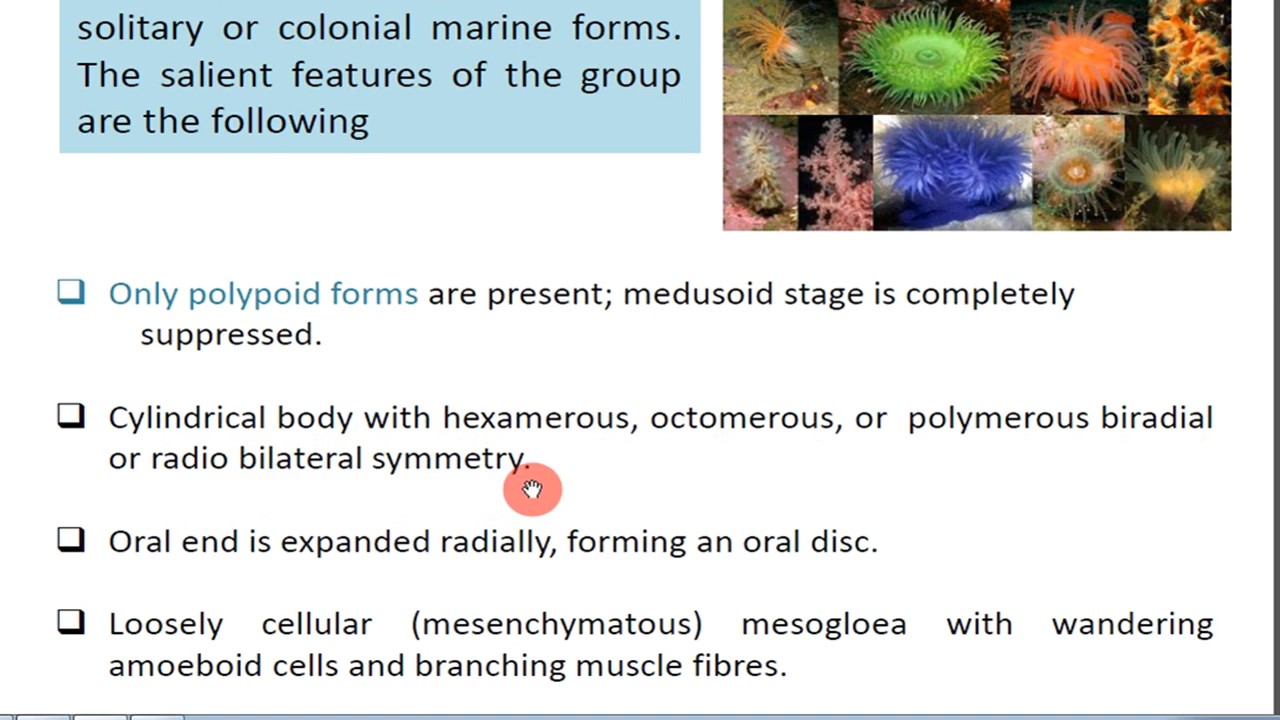 solitary or colonial marine forms.
The salient features of the group
are the following
Only polypoid forms are present; medusoid stage is completely
suppressed.
Cylindrical body with hexamerous, octomerous, or polymerous biradial
or radio bilateral symmetry.
Oral end is expanded radially, forming an oral disc.
Loosely cellular (mesenchymatous) mesogloea with wandering
amoeboid cells and branching muscle fibres.